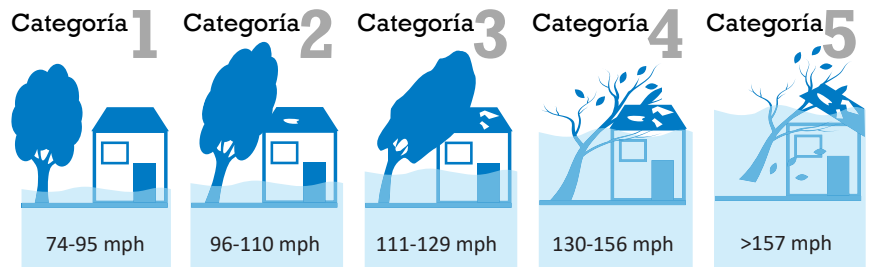 Categoría 1
Categoría 2
Categoría 3
Categoría 4
Categoría 5
74-95 mph
96-110 mph
111-129 mph
130-156 mph
>157 mph